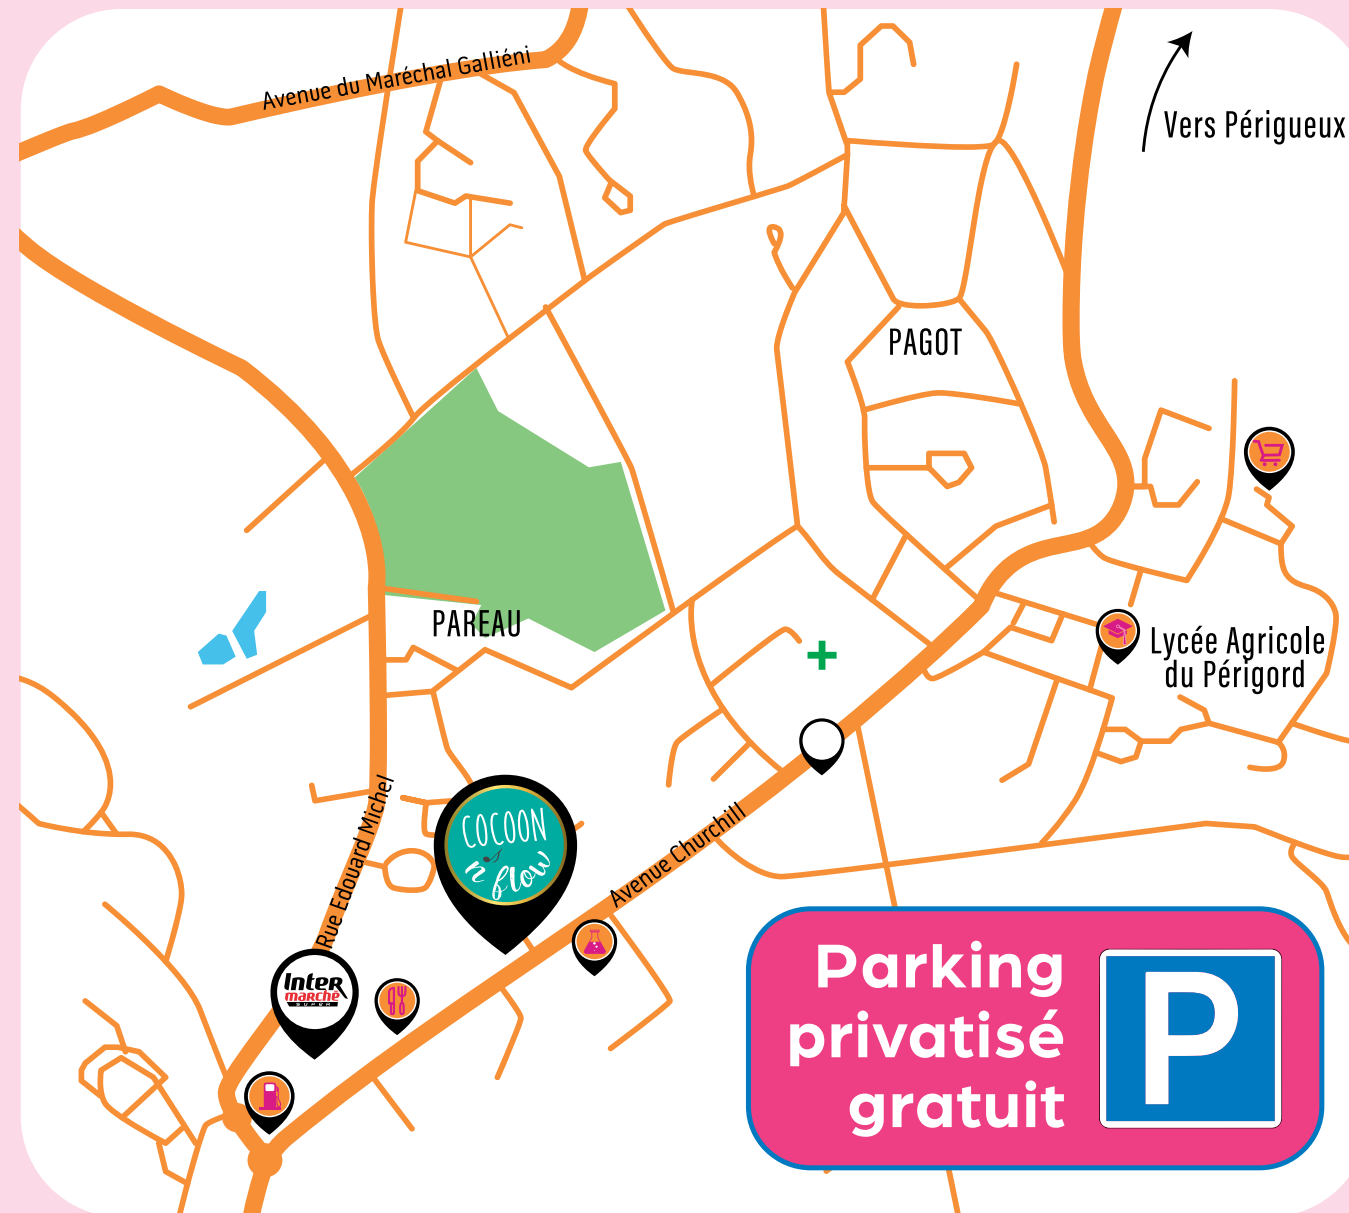 Avenue du Maréchal Galliéni
Vers Périgueux
PAGOT
PAREAU
Lycée Agricole
du Périgord
Rue Edouard Michel
COCOON
n' flow
Avenue Churchill
Inter
marché
SUPER
Parking
privatisé
gratuit
P